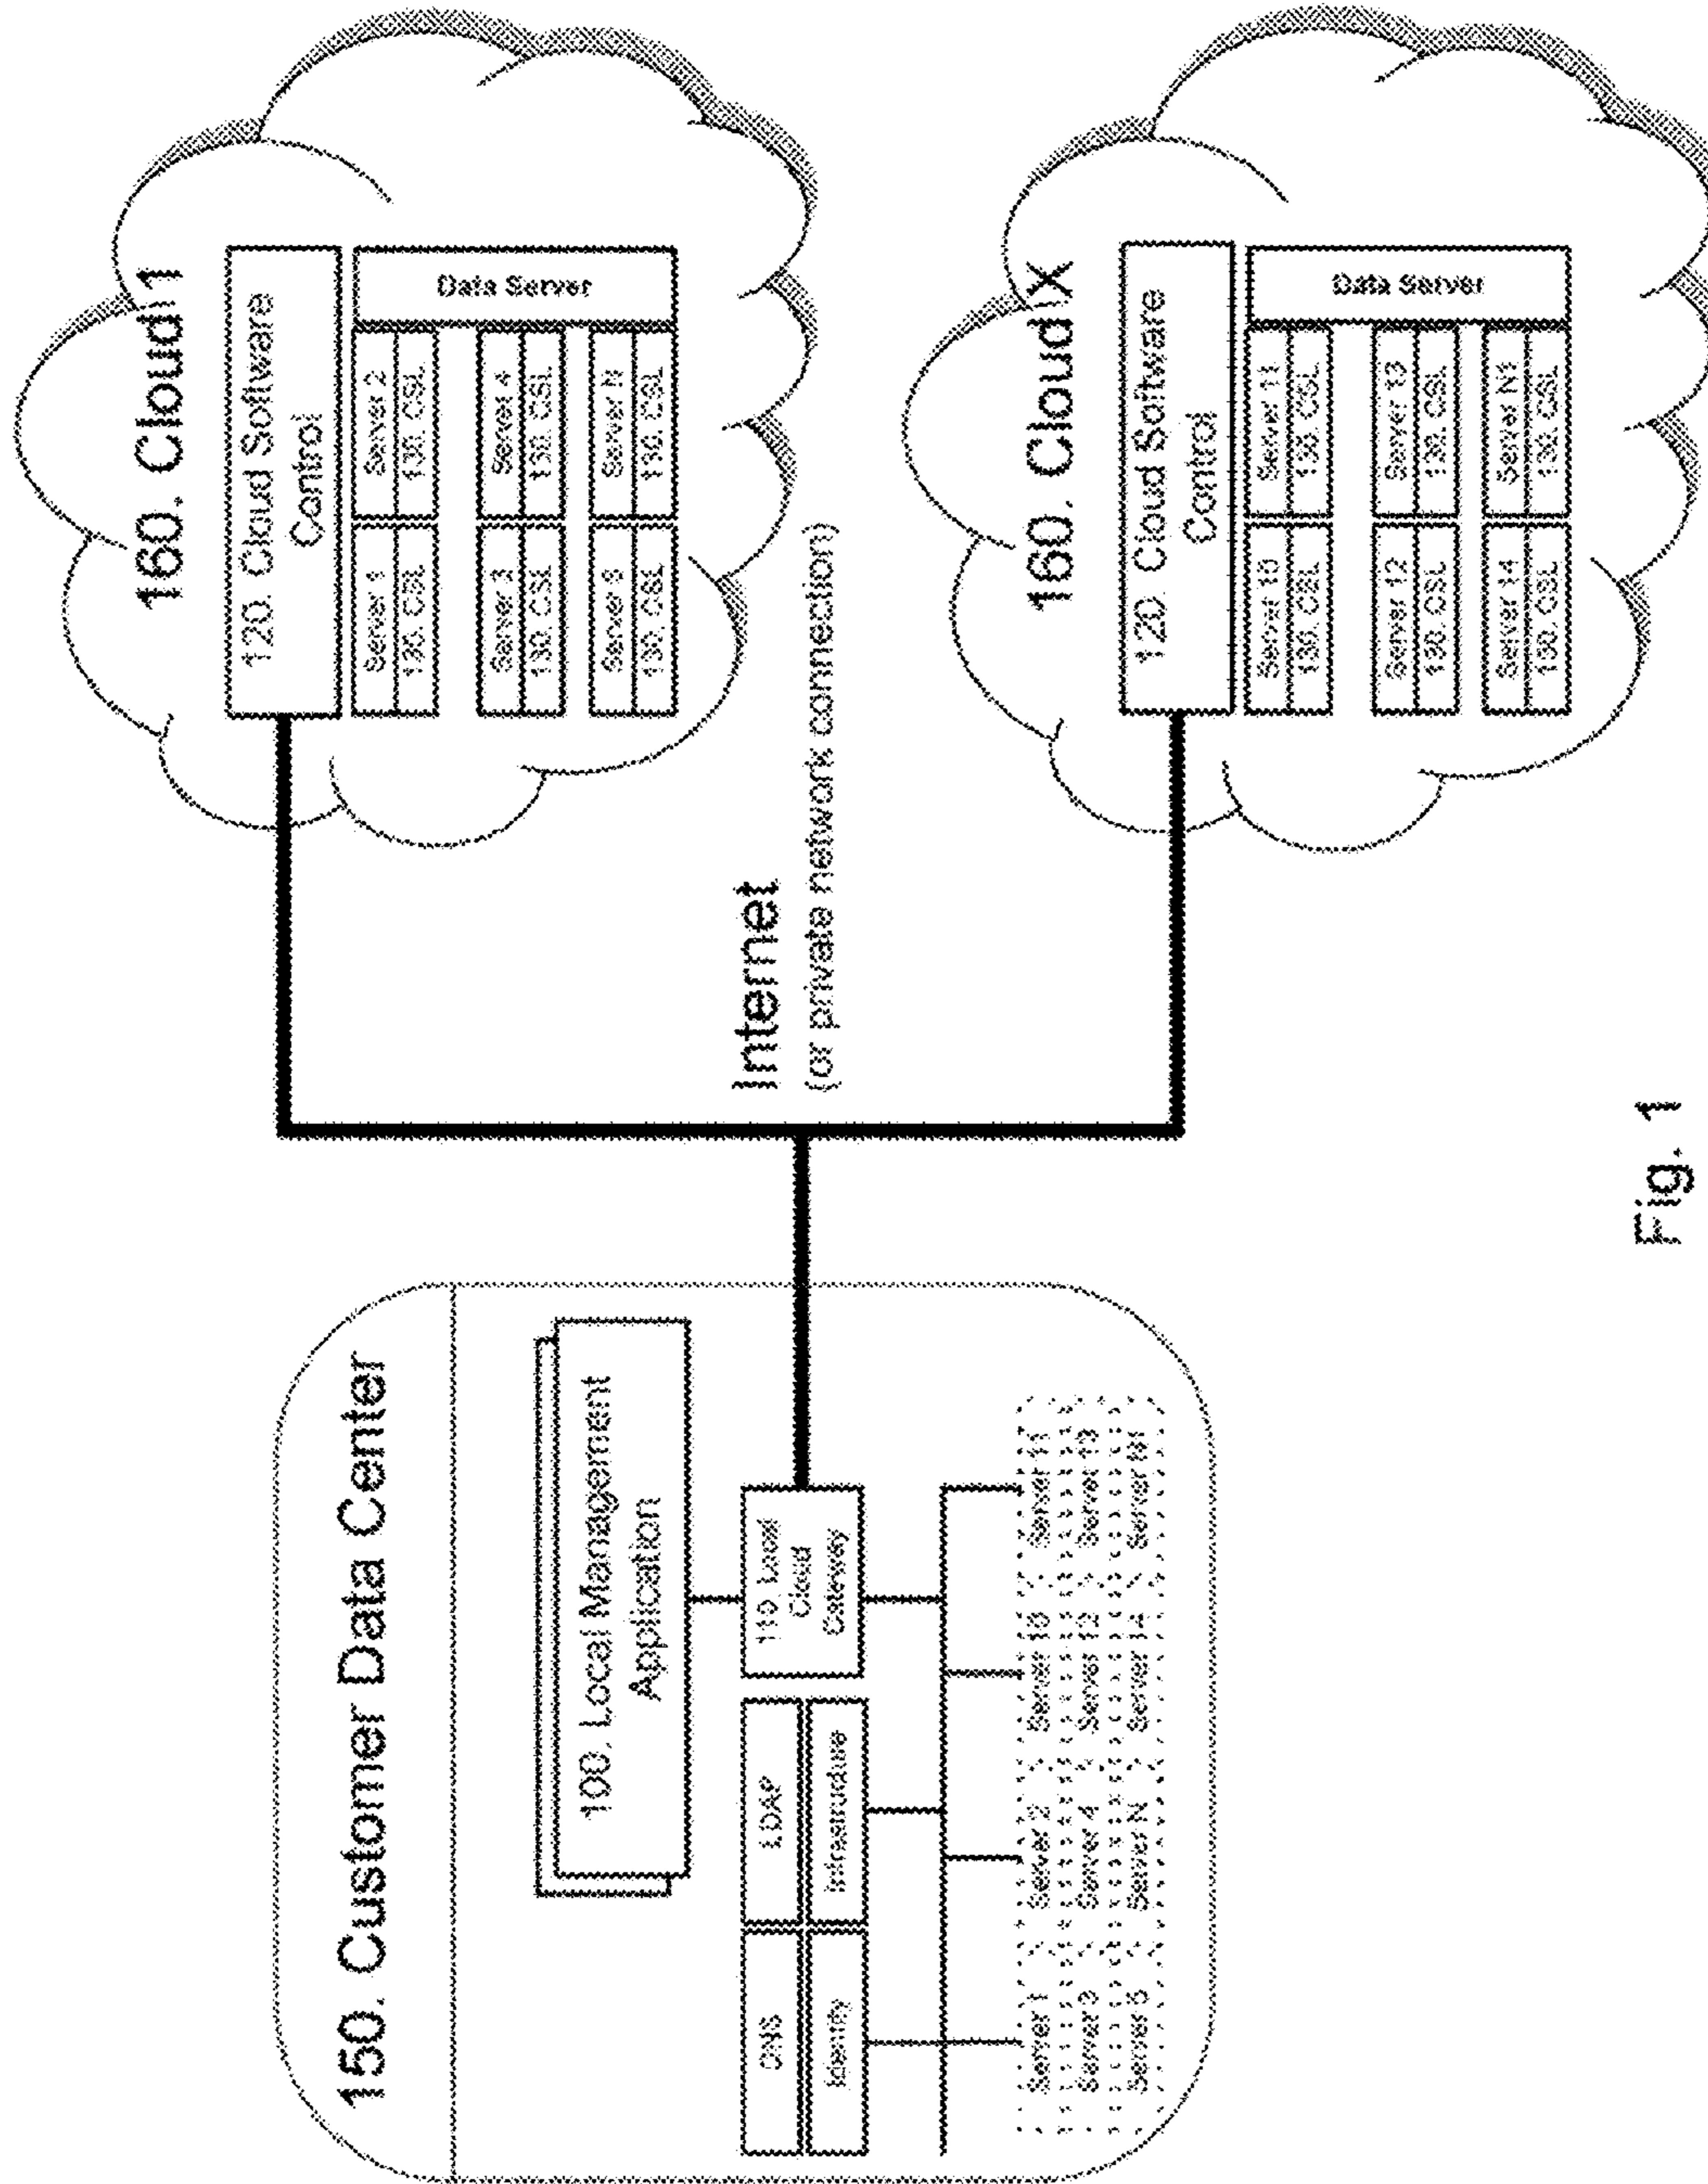 150. Customer Data Center
100. Local Management
Application
DNS
LDAP
Identity
Infrastructure
110. Local
Cloud
Gateway
Server 1
Server 2
Server 10
Server 11
Server 3
Server 4
Server 12
Server 13
Server 5
Server N
Server 14
Server N1
Internet
(or private network connection)
160. Cloud 1
120. Cloud Software
Control
Server 1
130. CSL
Server 2
130. CSL
Server 3
130. CSL
Server 4
130. CSL
Server 5
130. CSL
Server N
130. CSL
Data Server
160. Cloud X
120. Cloud Software
Control
Server 10
130. CSL
Server 11
130. CSL
Server 12
130. CSL
Server 13
130. CSL
Server 14
130. CSL
Server N1
130. CSL
Data Server
Fig. 1